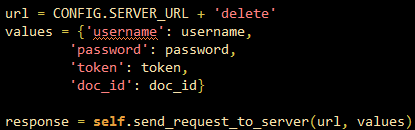 url = CONFIG.SERVER_URL + 'delete'
values = {'username': username,
'password': password,
'token': token,
'doc_id': doc_id}
response = self.send_request_to_server(url, values)